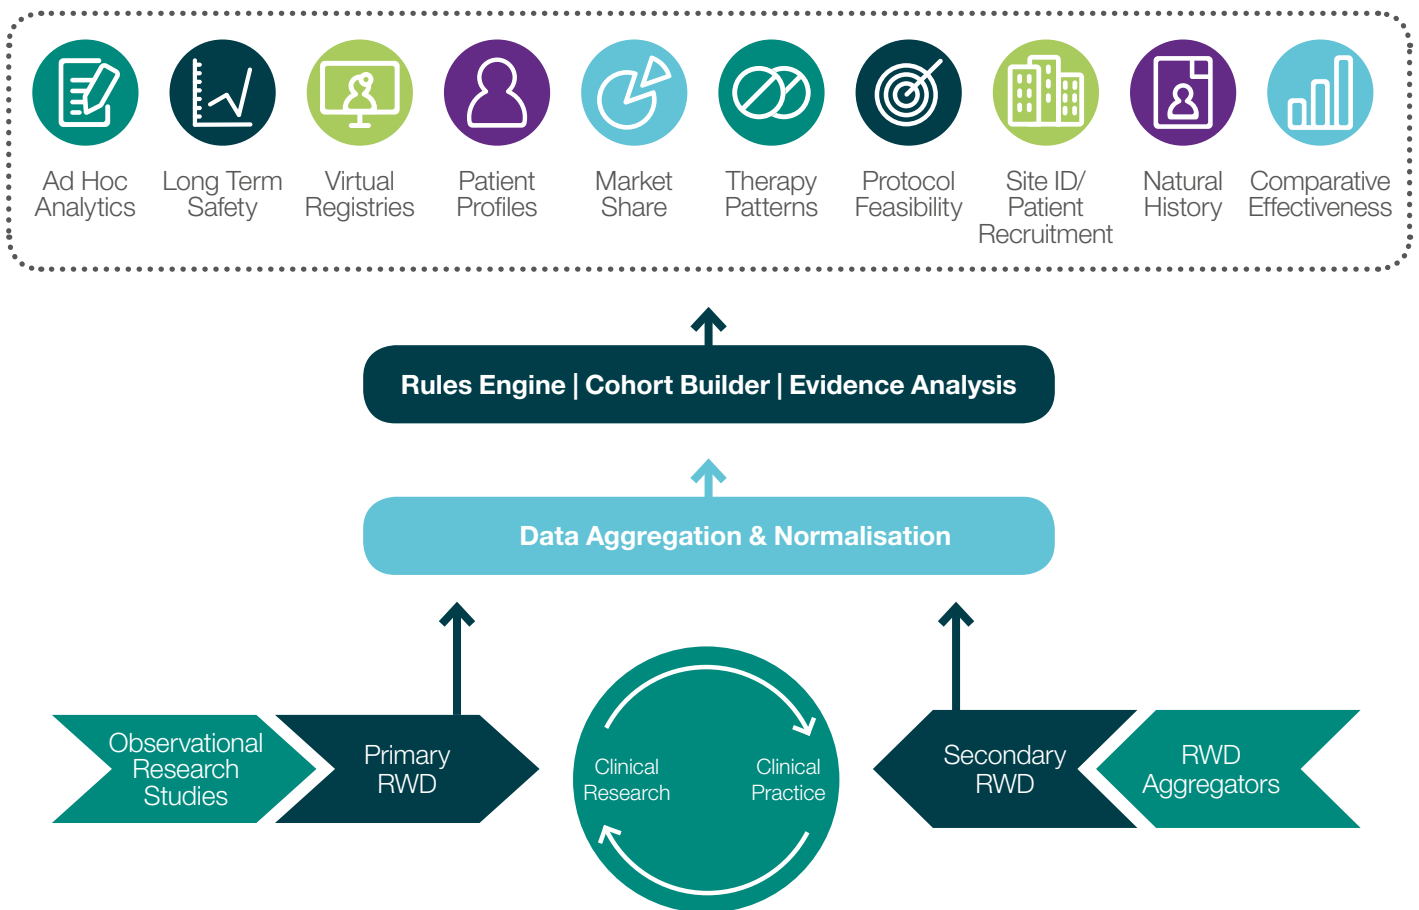 Ad Hoc
Analytics
Long Term
Safety
Virtual
Registries
Patient
Profiles
Market
Share
Therapy
Patterns
Protocol
Feasibility
Site ID/
Patient
Recruitment
Natural
History
Comparative
Effectiveness
Rules Engine | Cohort Builder | Evidence Analysis
Data Aggregation & Normalisation
Observational
Research
Studies
Primary
RWD
Clinical
Research
Clinical
Practice
Secondary
RWD
RWD
Aggregators